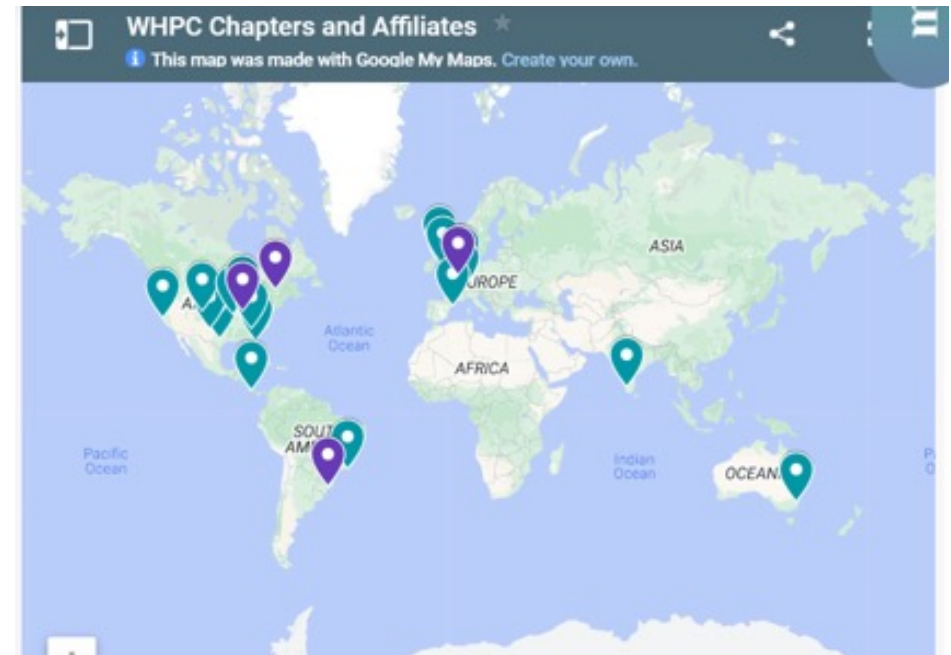 WHPC Chapters and Affiliates
This map was made with Google My Maps. Create your own.
ASIA
EUROPE
Atlantic
Ocean
AFRICA
SOUT
AM
Pacific
Ocean
Indian
Ocean
OCEAN